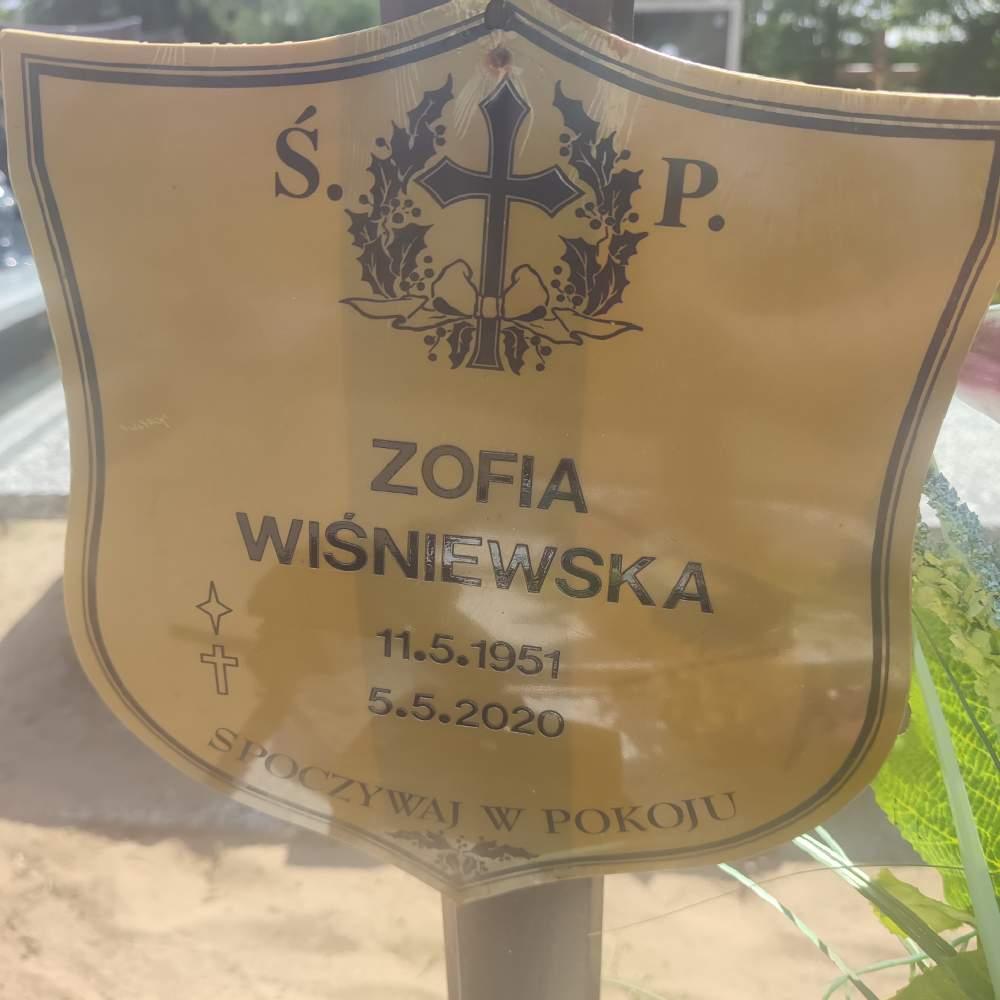 Ś. P.
ZOFIA
WIŚNIEWSKA
11.5.1951
5.5.2020
SPOCZYWAJ W POKOJU